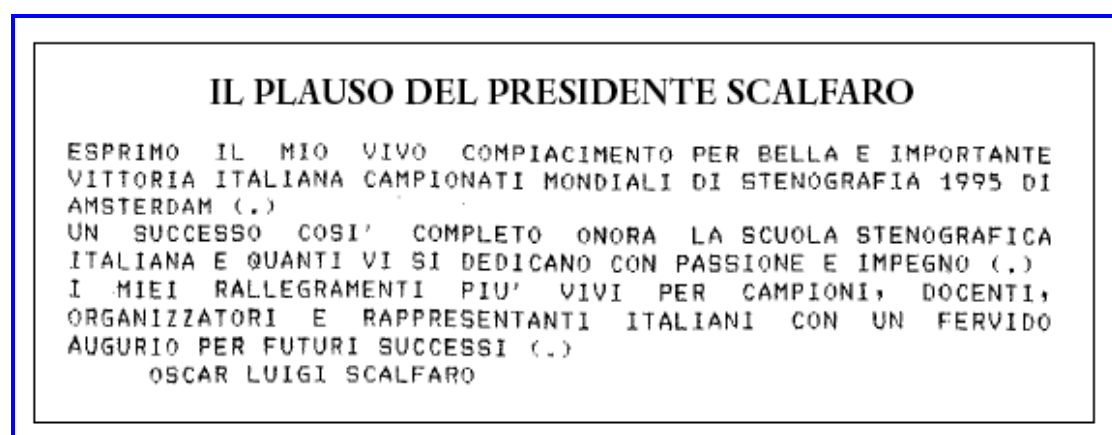 IL PLAUSO DEL PRESIDENTE SCALFARO
ESPRIMO IL MIO VIVO COMPIACIMENTO PER BELLA E IMPORTANTE
VITTORIA ITALIANA CAMPIONATI MONDIALI DI STENOGRAFIA 1995 DI
AMSTERDAM (.)
UN SUCCESSO COSI' COMPLETO ONORA LA SCUOLA STENOGRAFICA
ITALIANA E QUANTI VI SI DEDICANO CON PASSIONE E IMPEGNO (.)
I MIEI RALLEGRAMENTI PIU' VIVI PER CAMPIONI, DOCENTI,
ORGANIZZATORI E RAPPRESENTANTI ITALIANI CON UN FERVIDO
AUGURIO PER FUTURI SUCCESSI (.)
OSCAR LUIGI SCALFARO